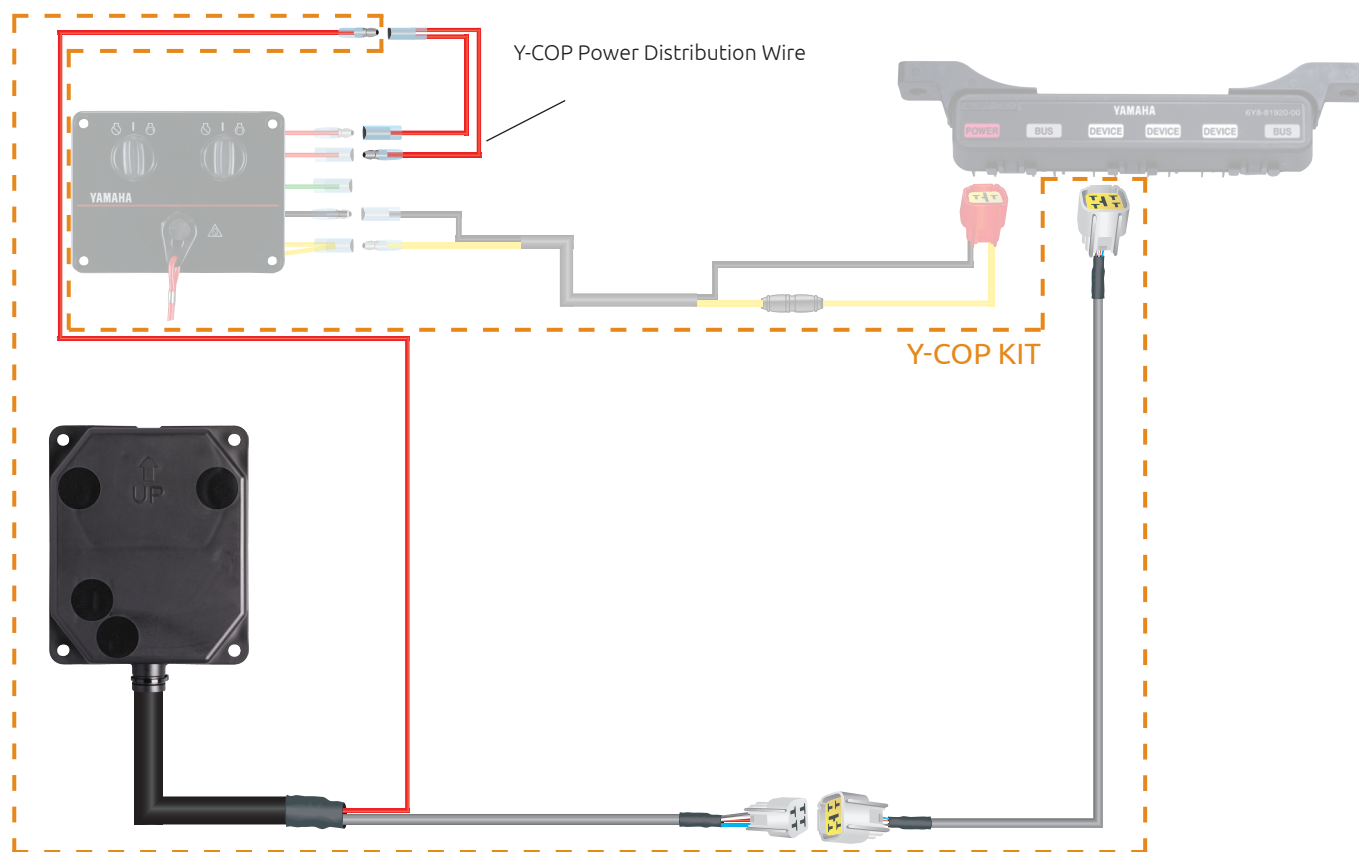 Y-COP Power Distribution Wire
YAMAHA
6Y8-81920-00
POWER
BUS
DEVICE
DEVICE
DEVICE
BUS
YAMAHA
Y-COP KIT
UP